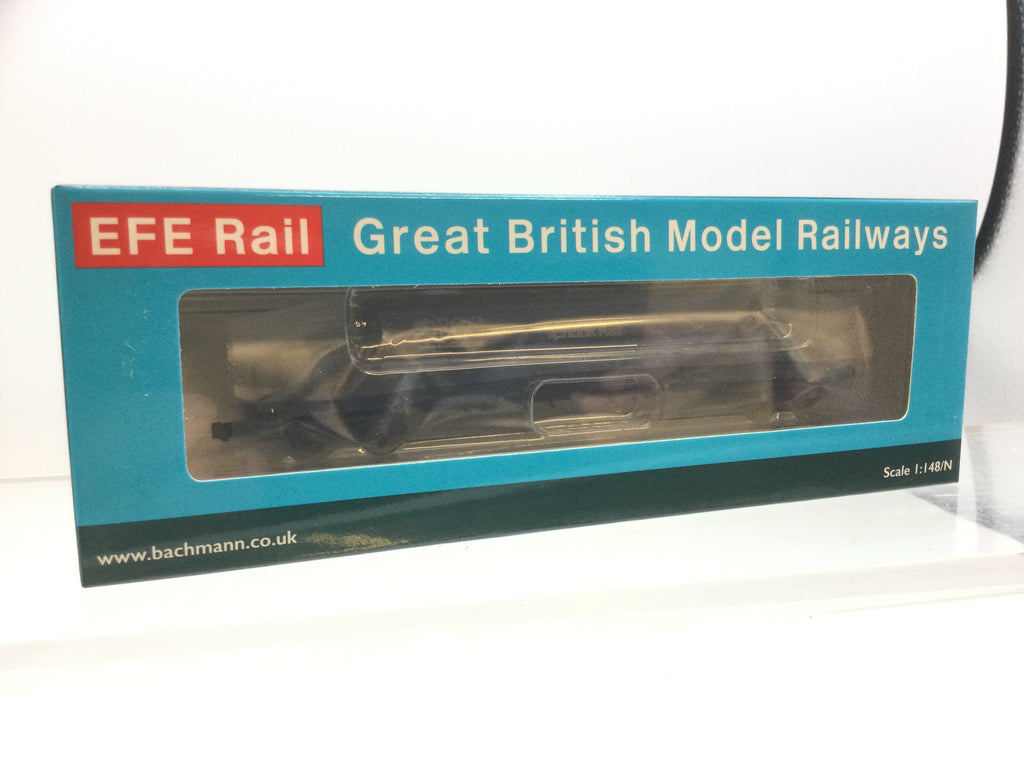 EFE Rail
Great British Model Railways
Scale 1:148/N
www.bachmann.co.uk